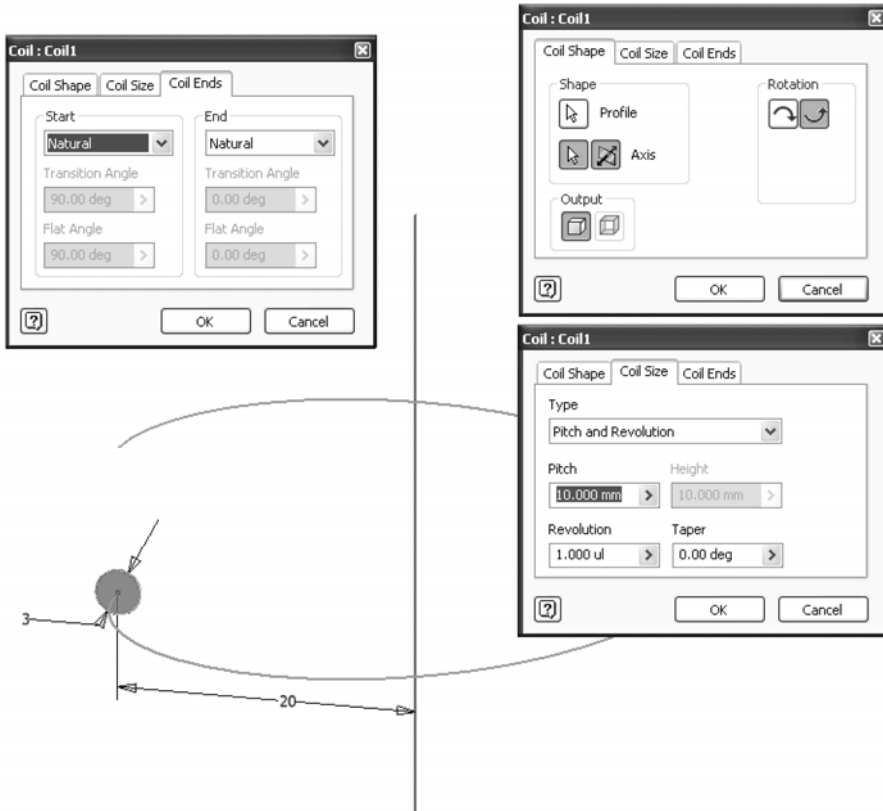 Coil : Coil1
Coil Shape Coil Size Coil Ends
Start End
Natural Natural
Transition Angle Transition Angle
90.00 deg 0.00 deg
Flat Angle Flat Angle
90.00 deg 0.00 deg
OK Cancel
Coil : Coil1
Coil Shape Coil Size Coil Ends
Shape Rotation
Profile
Axis
Output
OK Cancel
Coil : Coil1
Coil Shape Coil Size Coil Ends
Type
Pitch and Revolution
Pitch Height
10.000 mm 10.000 mm
Revolution Taper
1.000 ul 0.00 deg
OK Cancel
3
20